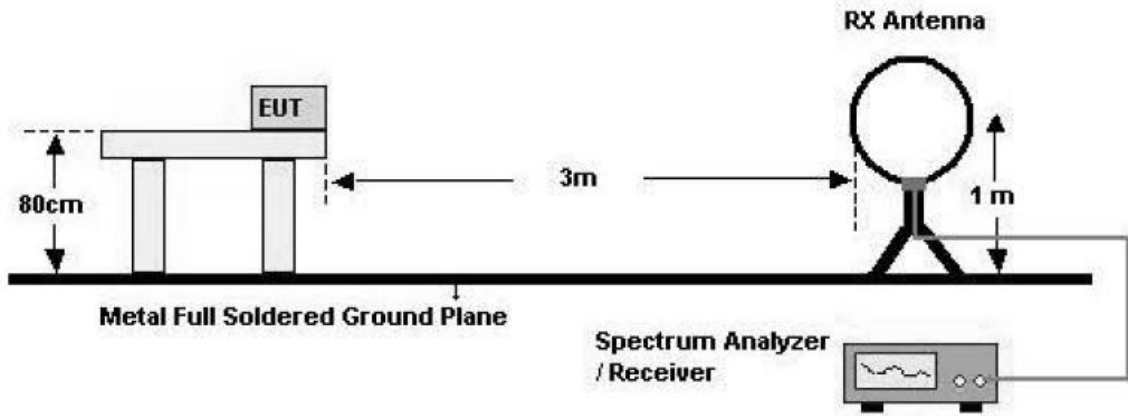 RX Antenna
EUT
3m
80cm
1 m
Metal Full Soldered Ground Plane
Spectrum Analyzer
/ Receiver